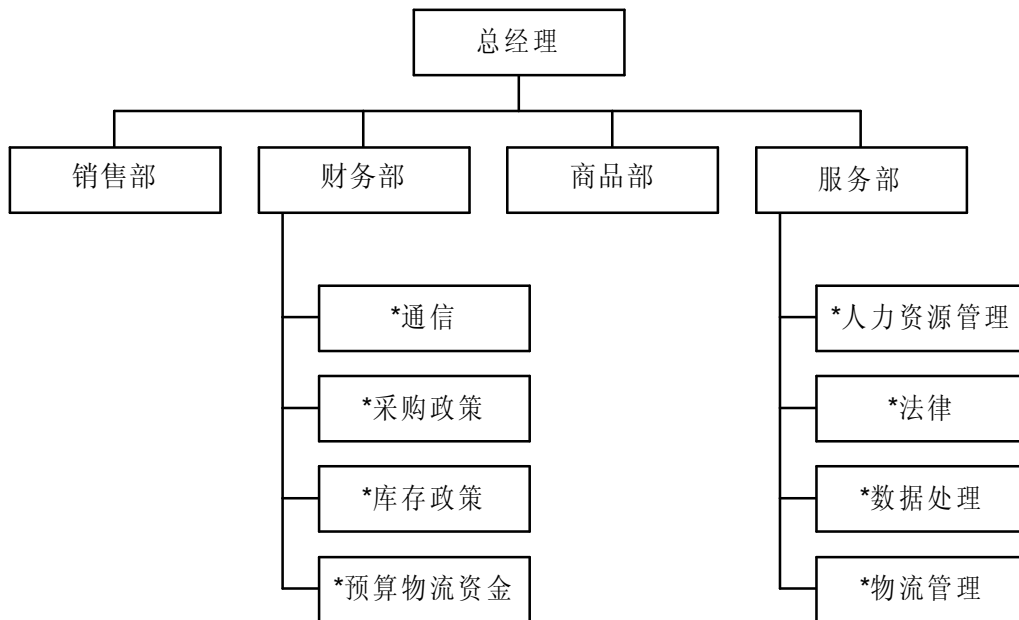 总经理
销售部
财务部
商品部
服务部
*通信
*人力资源管理
*采购政策
*法律
*库存政策
*数据处理
*预算物流资金
*物流管理